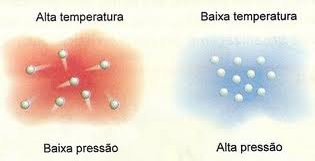 Alta temperatura
Baixa temperatura
Baixa pressão
Alta pressão